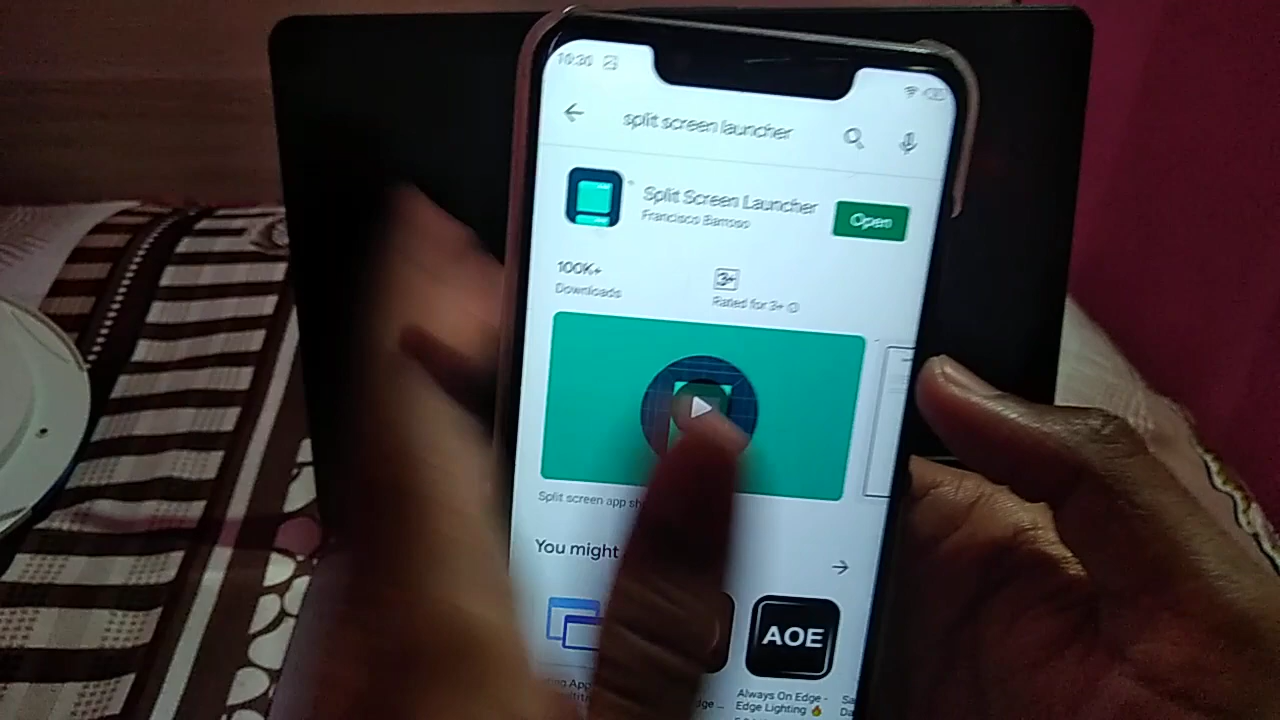 10:30
split screen launcher
Split Screen Launcher
Francisco Barroso
Open
100K+
Downloads
3+
Rated for 3+
Split screen app sh
You might
AOE
Always On Edge -
Edge Lighting 🔥